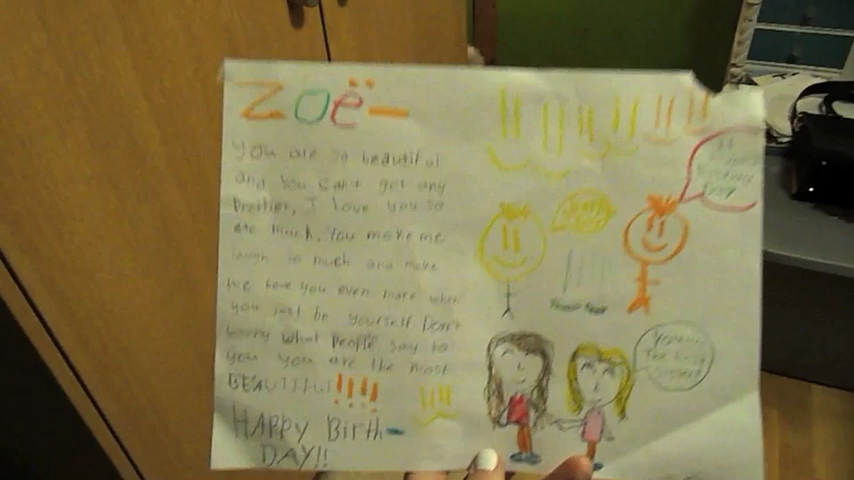 ZOË—
You are so beautiful
and you can't get any
prettier, I love you so
so much. You make me
laugh so much and make
me love you even more when
you just be yourself Don't
worry what People say to
you you are the most
BEAUTIFUL!!!!
HAPPY Birth-
DAY!!